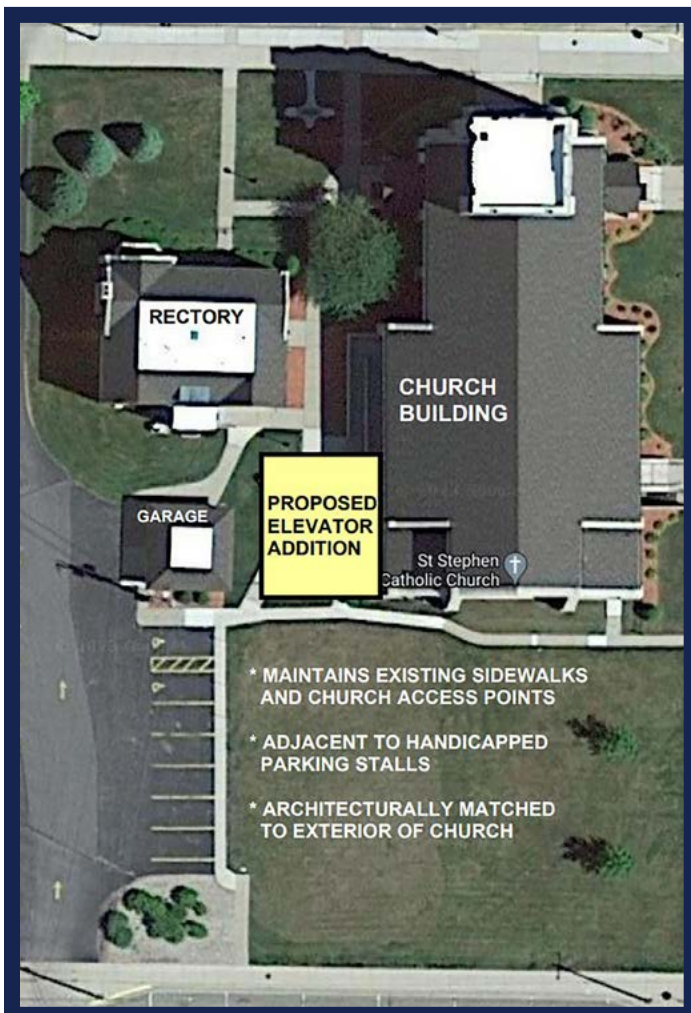 RECTORY
CHURCH
BUILDING
PROPOSED
ELEVATOR
ADDITION
GARAGE
St Stephen
Catholic Church
* MAINTAINS EXISTING SIDEWALKS
AND CHURCH ACCESS POINTS
* ADJACENT TO HANDICAPPED
PARKING STALLS
* ARCHITECTURALLY MATCHED
TO EXTERIOR OF CHURCH